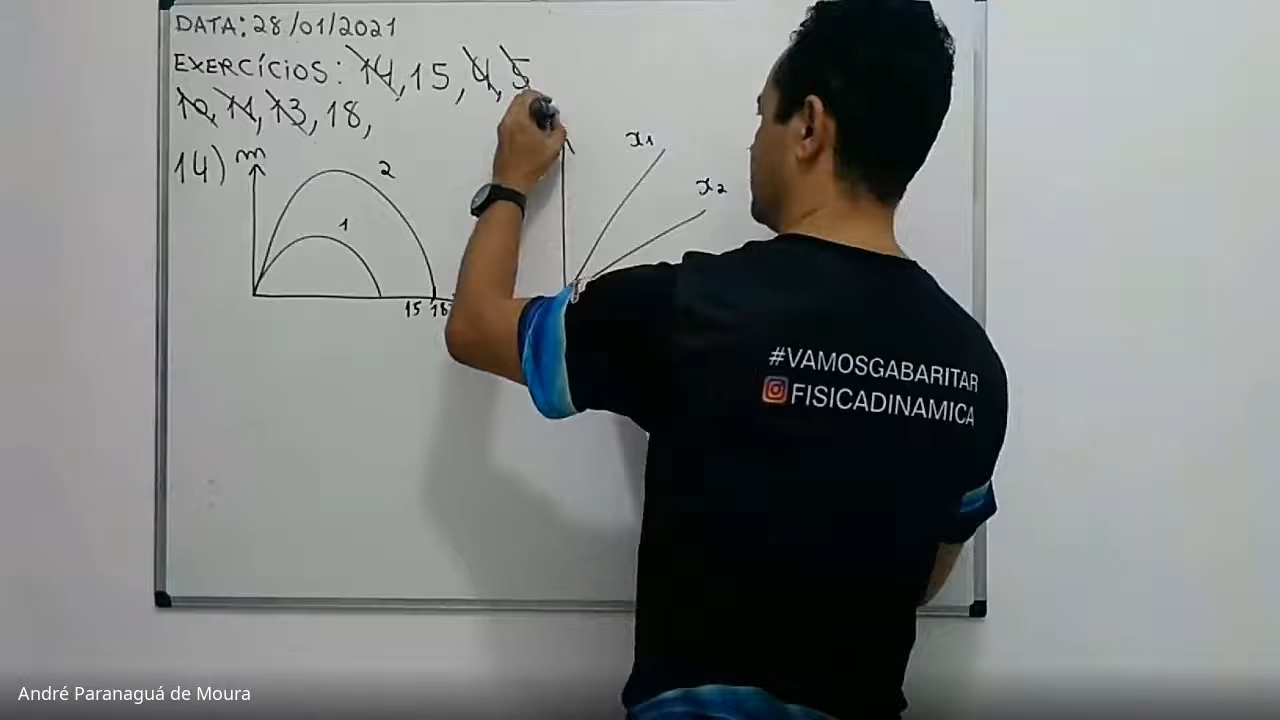 DATA: 28/01/2021
EXERCÍCIOS: 14, 15, 4, 5
10, 11, 13, 18,
14) m
2
1
15 18
x1
x2
#VAMOSGABARITAR
FISICADINAMICA
André Paranaguá de Moura